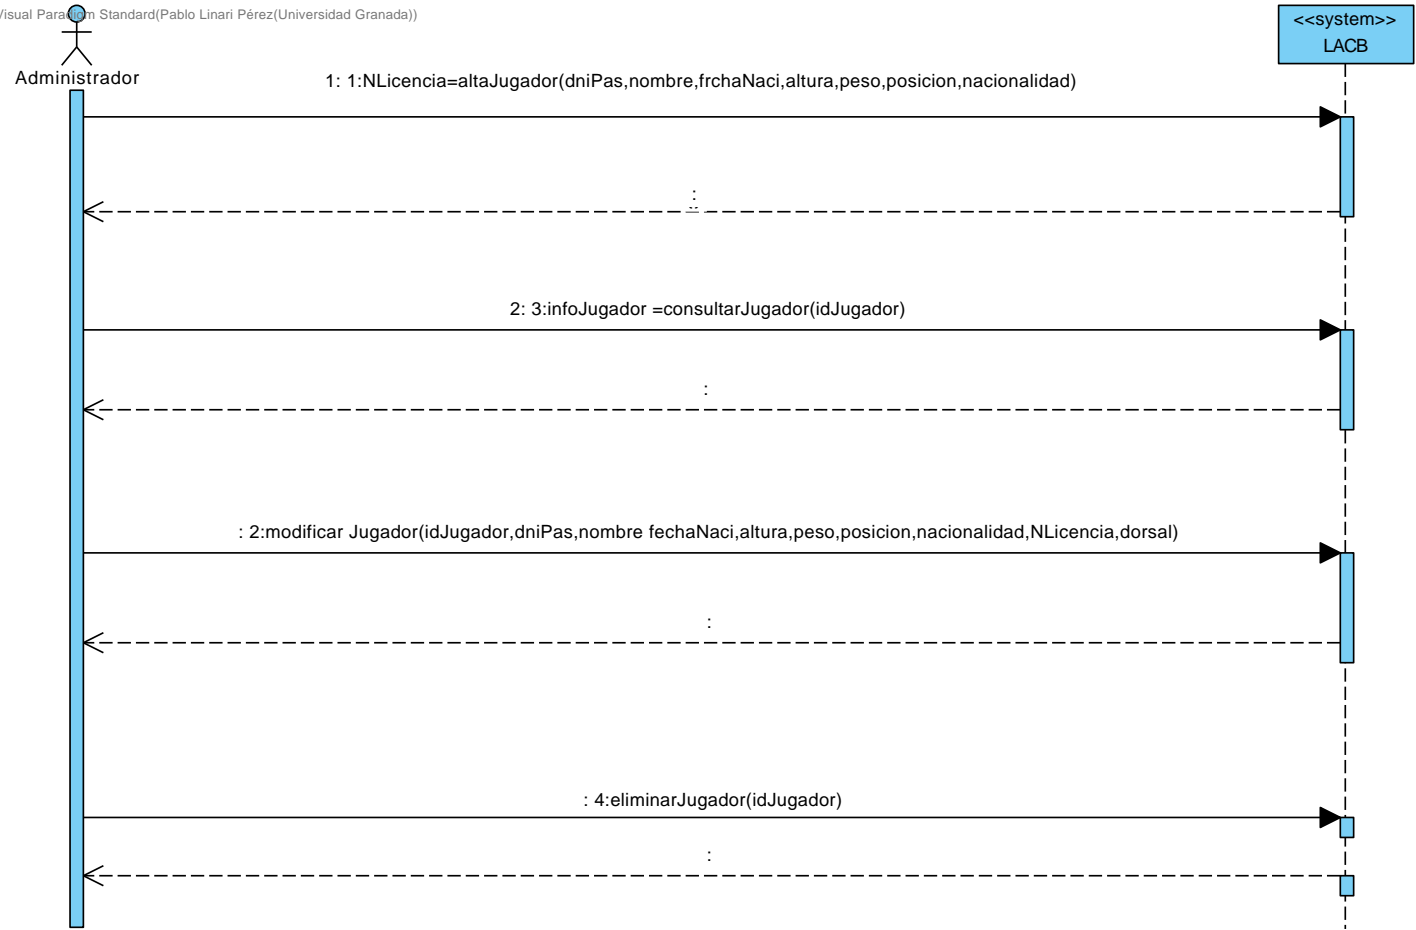 Visual Paradigm Standard(Pablo Linari Pérez(Universidad Granada))
<<system>>
LACB
Administrador
1: 1:NLicencia=altaJugador(dniPas,nombre,frchaNaci,altura,peso,posicion,nacionalidad)
:
2: 3:infoJugador =consultarJugador(idJugador)
:
: 2:modificar Jugador(idJugador,dniPas,nombre fechaNaci,altura,peso,posicion,nacionalidad,NLicencia,dorsal)
:
: 4:eliminarJugador(idJugador)
: